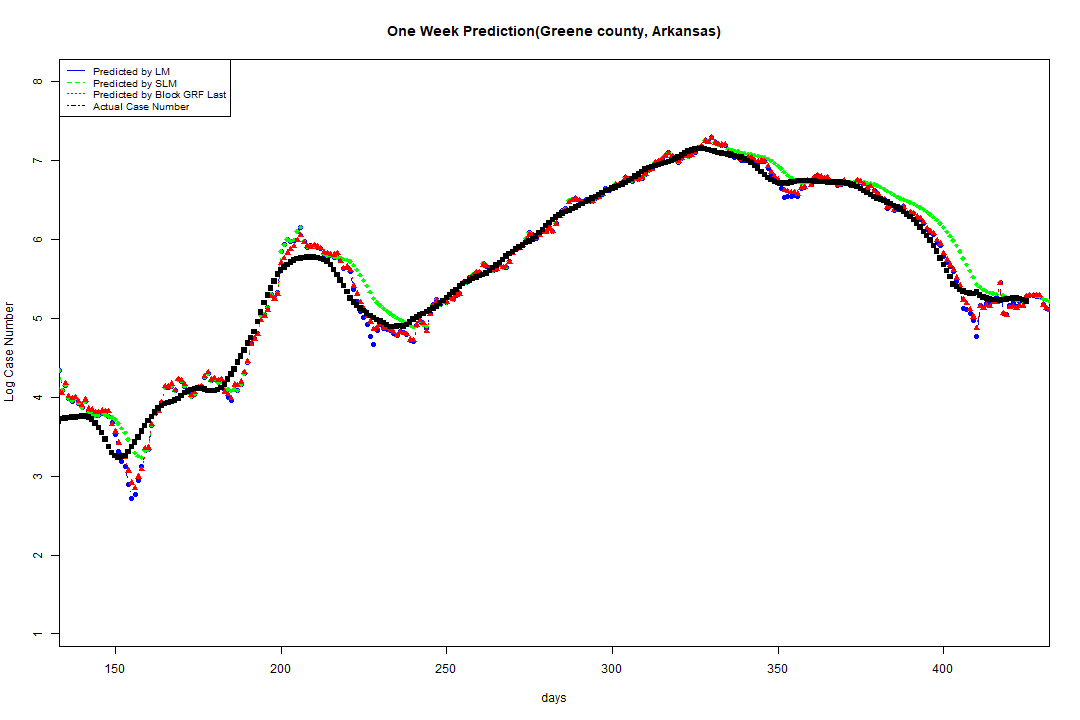 One Week Prediction(Greene county, Arkansas)
Predicted by LM
Predicted by SLM
Predicted by Block GRF Last
Actual Case Number
8
7
6
5
4
3
2
1
Log Case Number
150 200 250 300 350 400
days